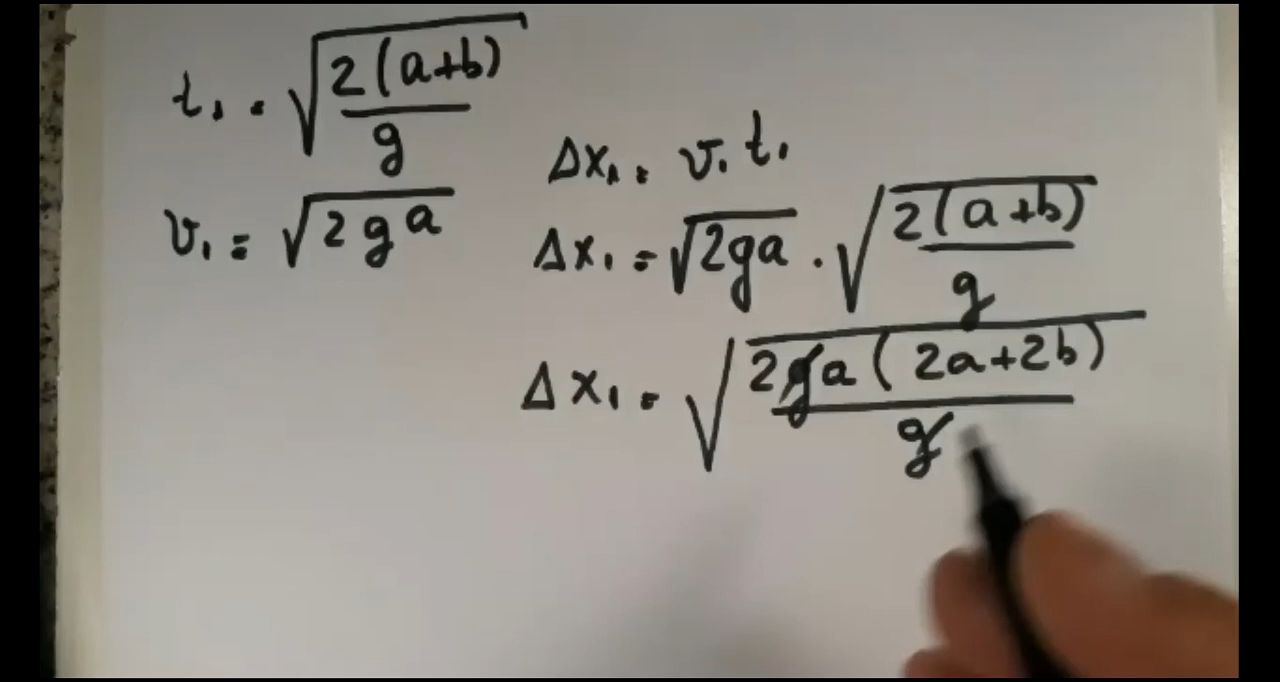 t₁ = √(2(a+b)/g)
v₁ = √(2ga)
Δx₁ = v₁ t₁
Δx₁ = √(2ga) · √(2(a+b)/g)
Δx₁ = √(2ga(2a+2b)/g)